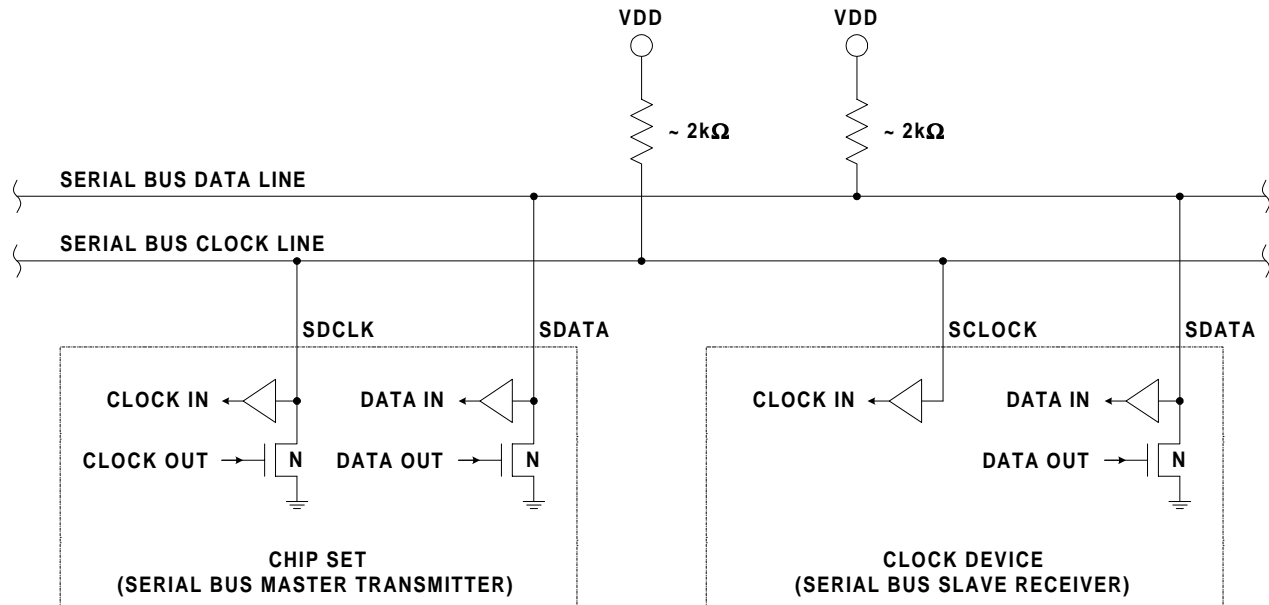 VDD
VDD
~ 2kΩ
~ 2kΩ
SERIAL BUS DATA LINE
SERIAL BUS CLOCK LINE
SDCLK
SDATA
SCLOCK
SDATA
CLOCK IN
DATA IN
CLOCK IN
DATA IN
CLOCK OUT
N
DATA OUT
N
DATA OUT
N
CHIP SET
(SERIAL BUS MASTER TRANSMITTER)
CLOCK DEVICE
(SERIAL BUS SLAVE RECEIVER)